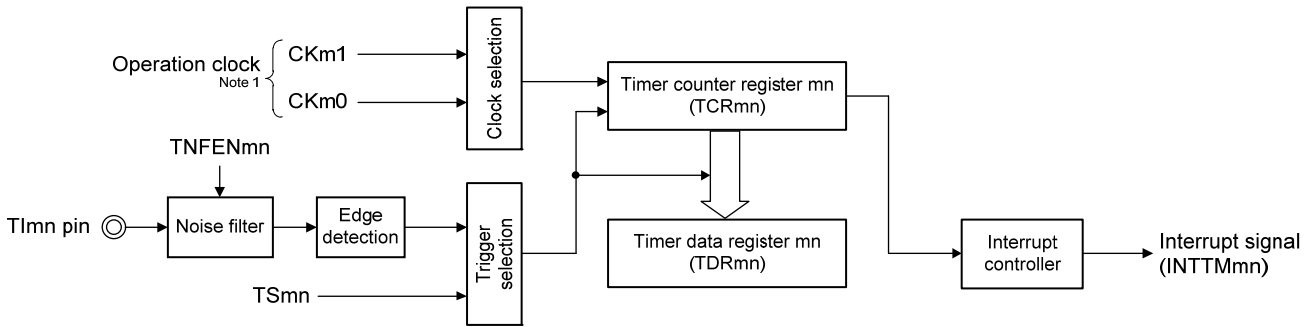 Operation clock
Note 1
CKm1
CKm0
Clock selection
Timer counter register mn
(TCRmn)
TNFENmn
TImn pin
Noise filter
Edge
detection
Trigger
selection
TSmn
Timer data register mn
(TDRmn)
Interrupt
controller
Interrupt signal
(INTTMmn)